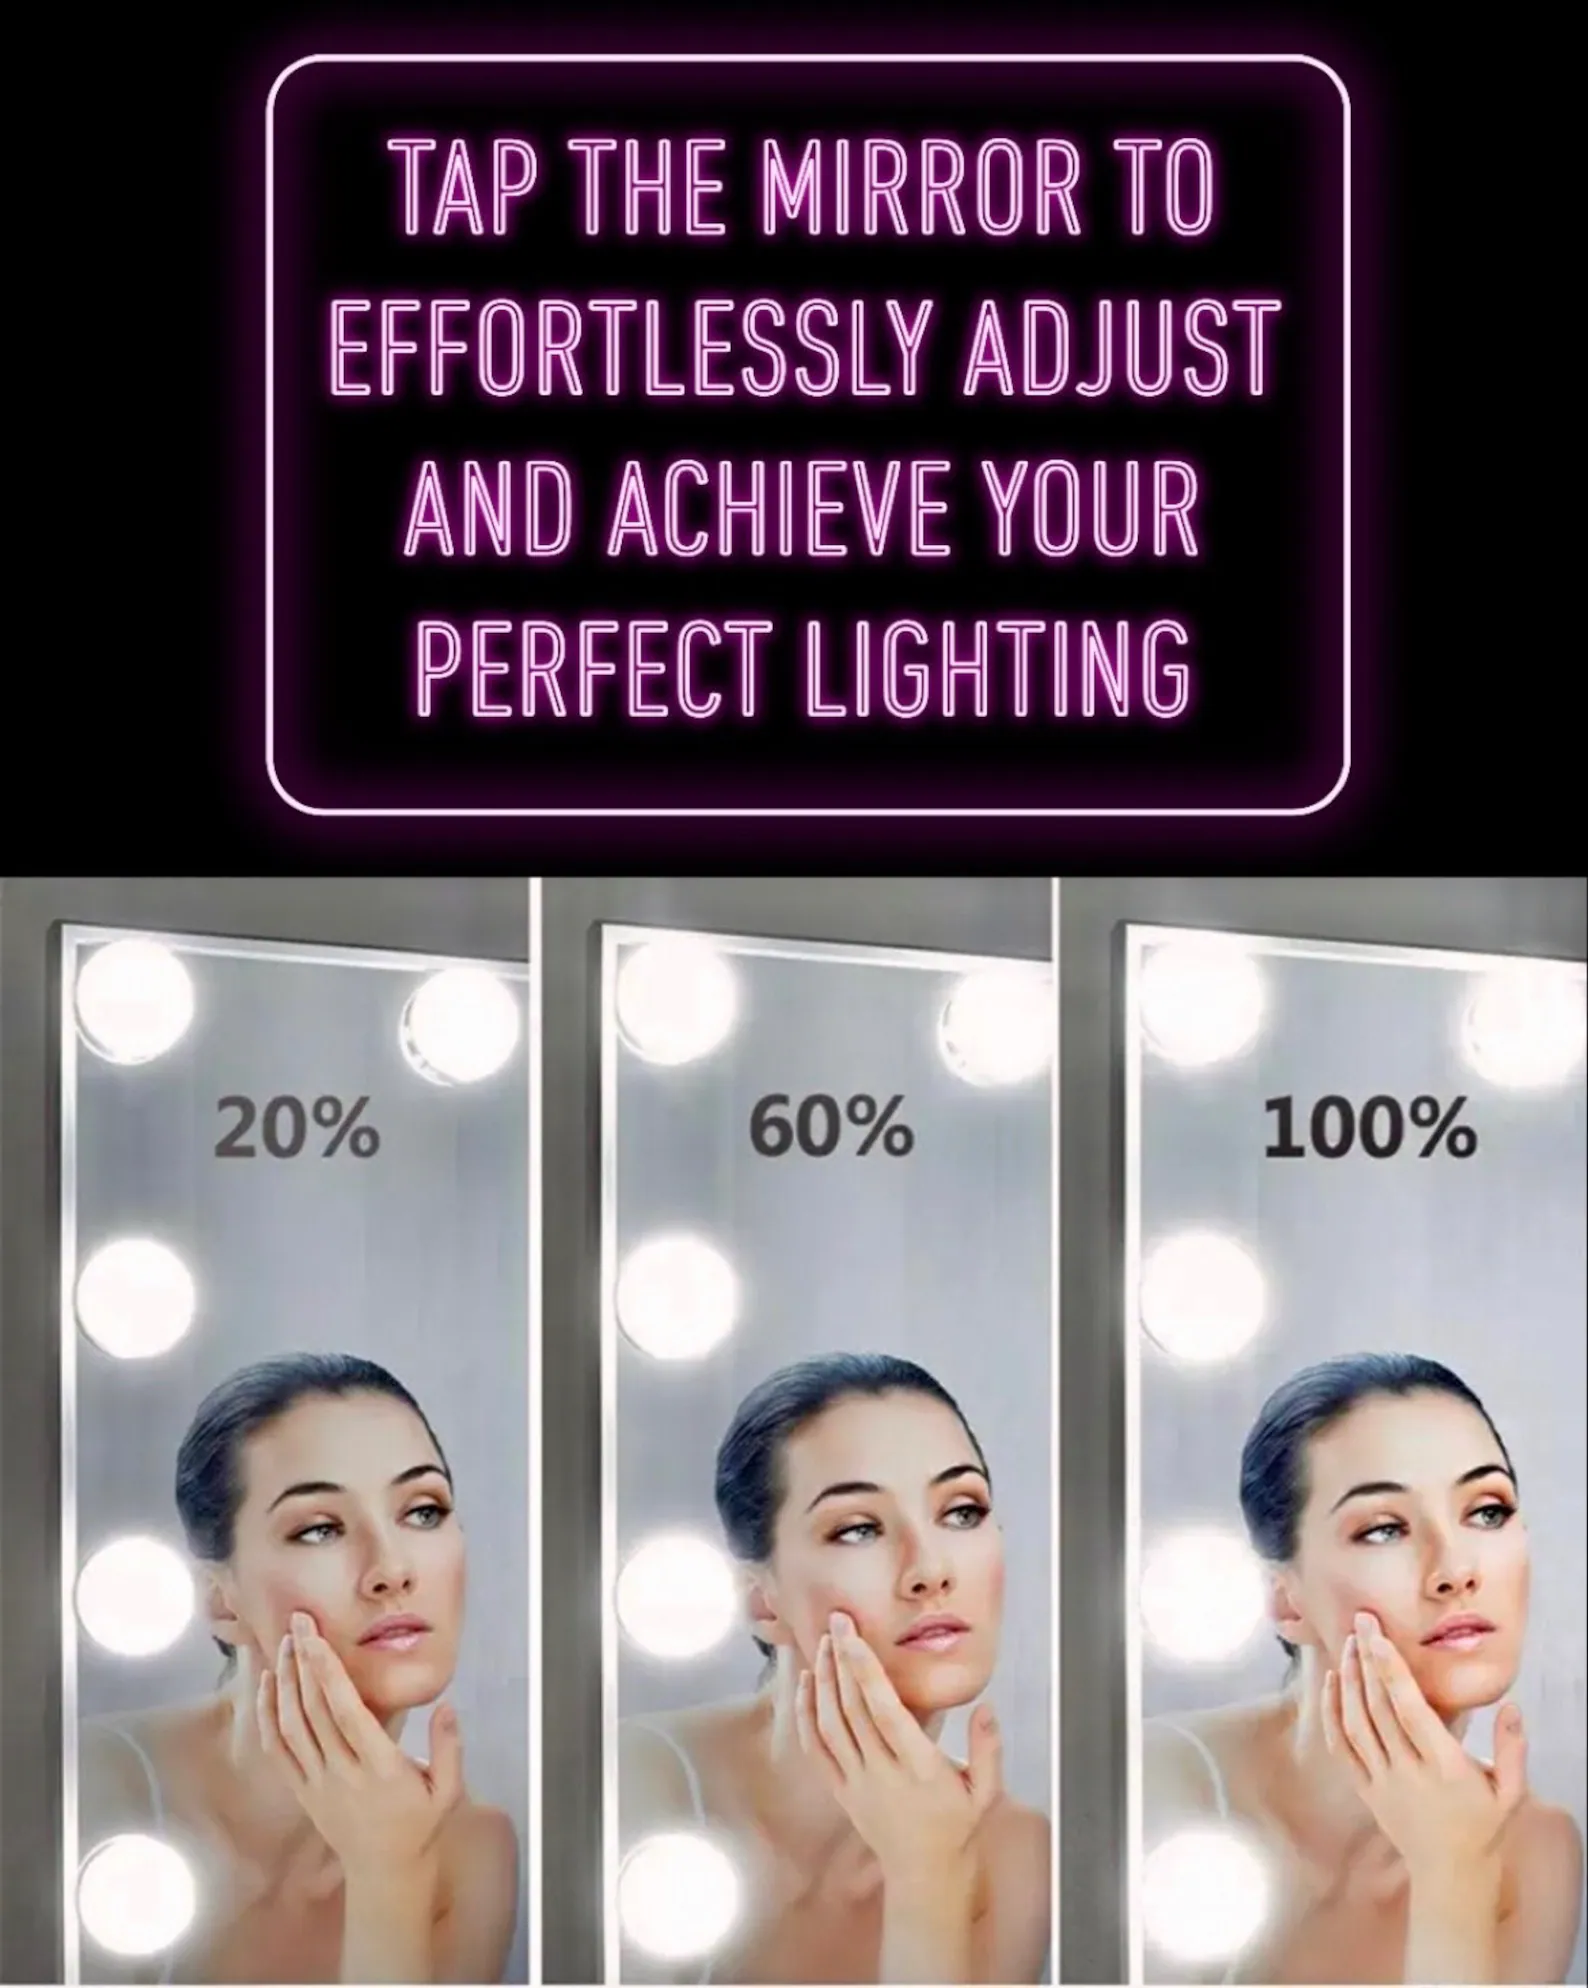 TAP THE MIRROR TO
EFFORTLESSLY ADJUST
AND ACHIEVE YOUR
PERFECT LIGHTING
20%
60%
100%